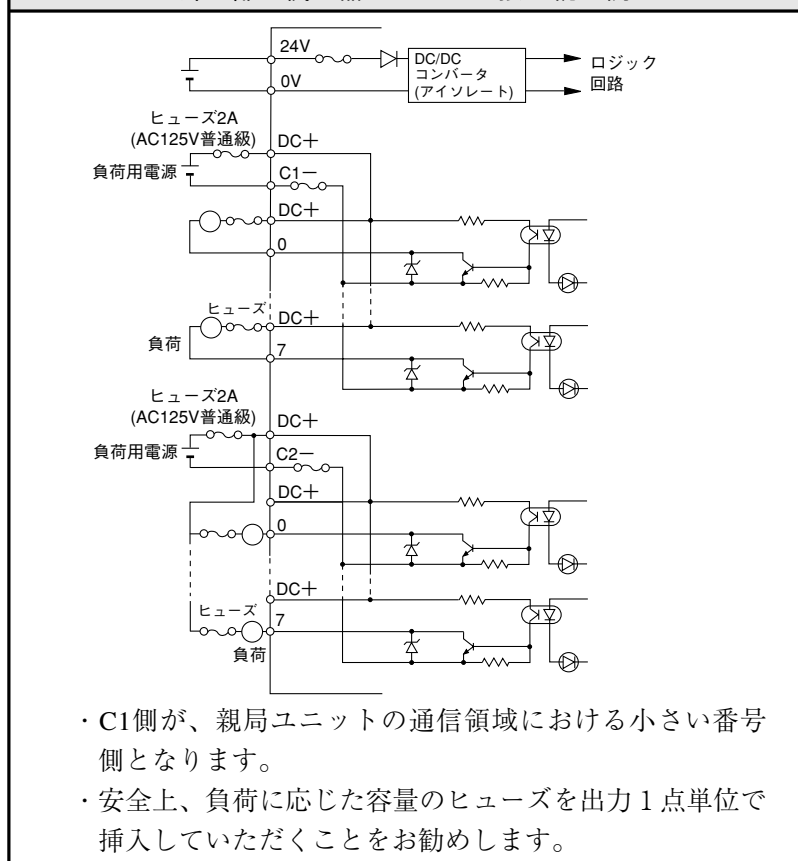 24V
0V
DC/DC
コンバータ
(アイソレート)
ロジック
回路
ヒューズ2A
(AC125V普通級)
負荷用電源
DC＋
C1－
DC＋
0
ヒューズ
DC＋
負荷
7
ヒューズ2A
(AC125V普通級)
負荷用電源
DC＋
C2－
DC＋
0
DC＋
ヒューズ
7
負荷
・C1側が、親局ユニットの通信領域における小さい番号
側となります。
・安全上、負荷に応じた容量のヒューズを出力１点単位で
挿入していただくことをお勧めします。